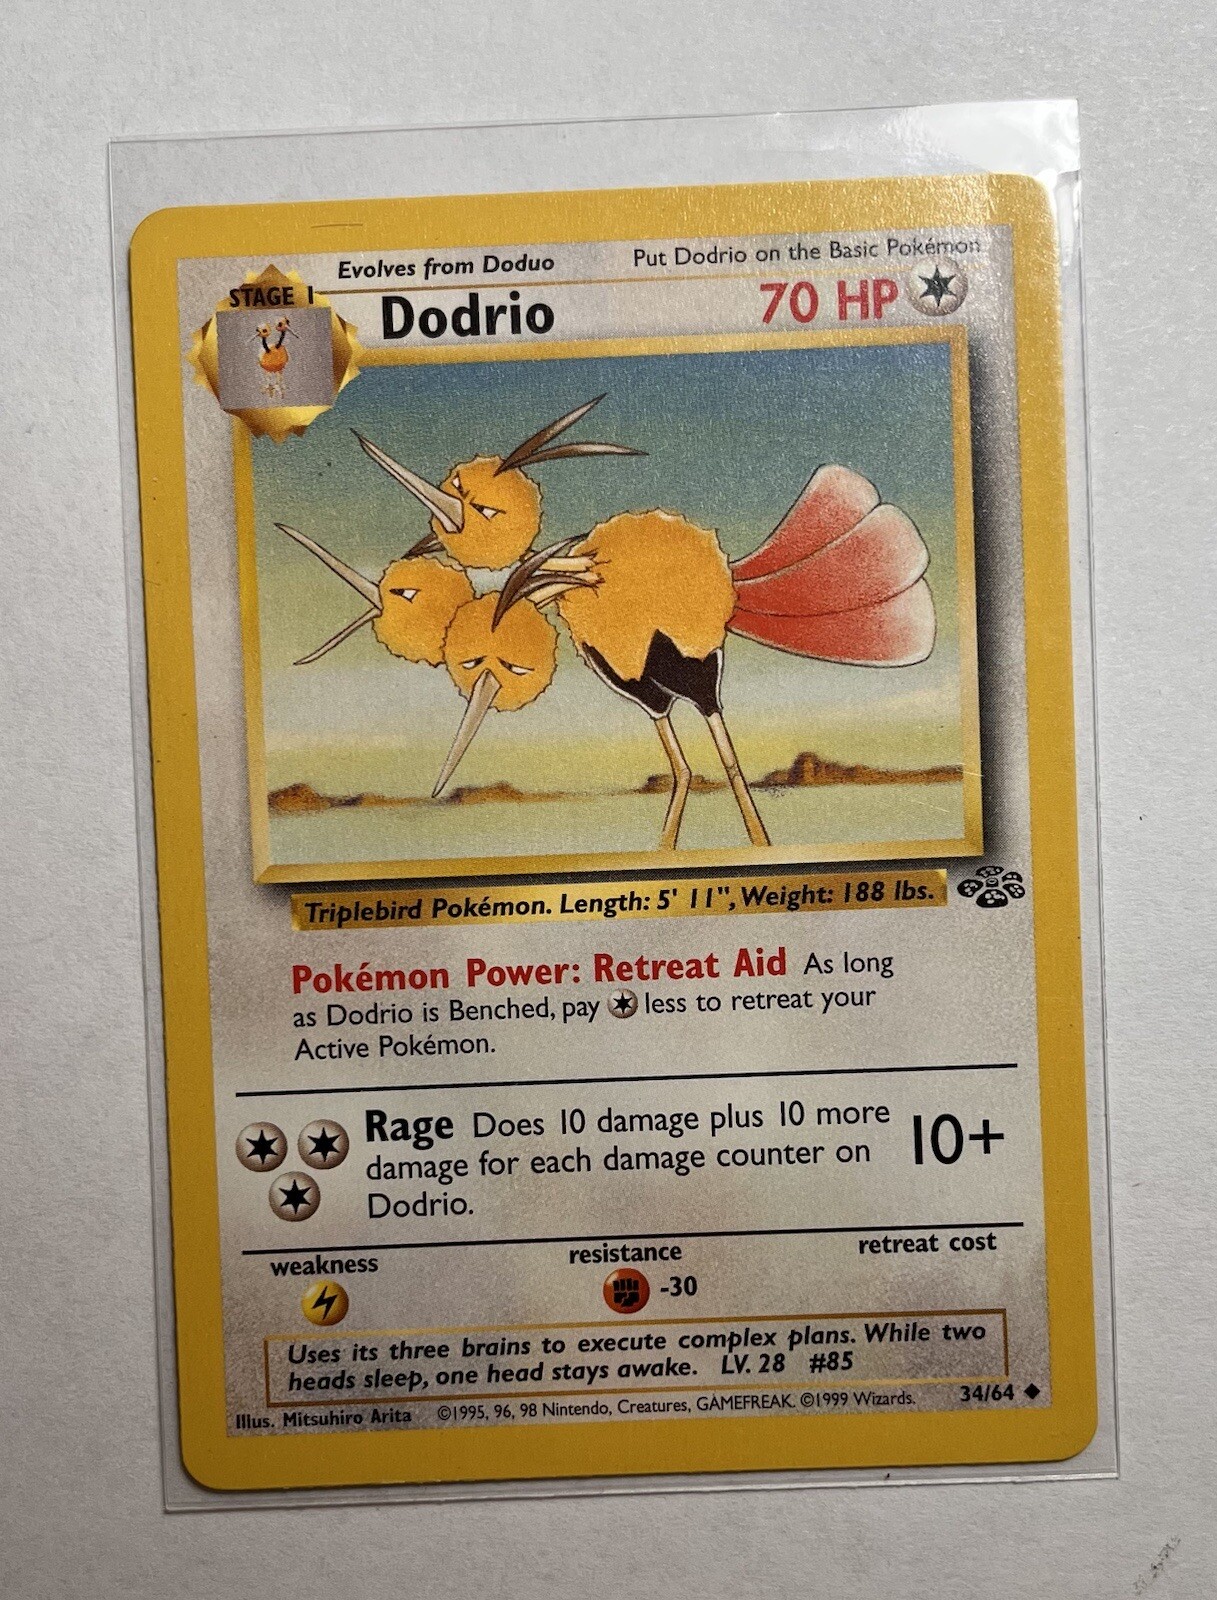 Evolves from Doduo
Put Dodrio on the Basic Pokémon
STAGE 1
Dodrio
70 HP
Triplebird Pokémon. Length: 5' 11", Weight: 188 lbs.
Pokémon Power: Retreat Aid As long
as Dodrio is Benched, pay less to retreat your
Active Pokémon.
Rage Does 10 damage plus 10 more
damage for each damage counter on
Dodrio.
10+
weakness
resistance
retreat cost
-30
Uses its three brains to execute complex plans. While two
heads sleep, one head stays awake. LV. 28 #85
Illus. Mitsuhiro Arita ©1995, 96, 98 Nintendo, Creatures, GAMEFREAK. ©1999 Wizards. 34/64